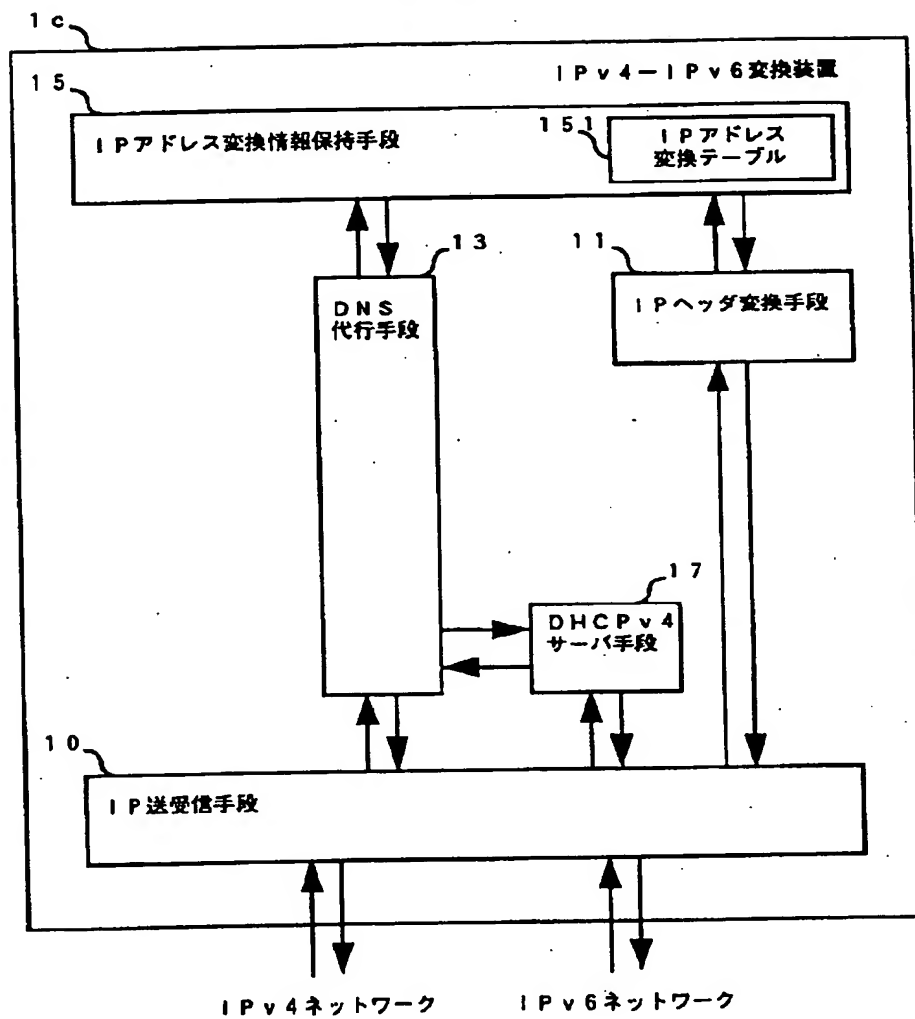 1c
IPv4−IPv6変換装置
15
IPアドレス変換情報保持手段
151
IPアドレス
変換テーブル
13
11
DNS
代行手段
IPヘッダ変換手段
17
DHCPv4
サーバ手段
10
IP送受信手段
IPv4ネットワーク
IPv6ネットワーク